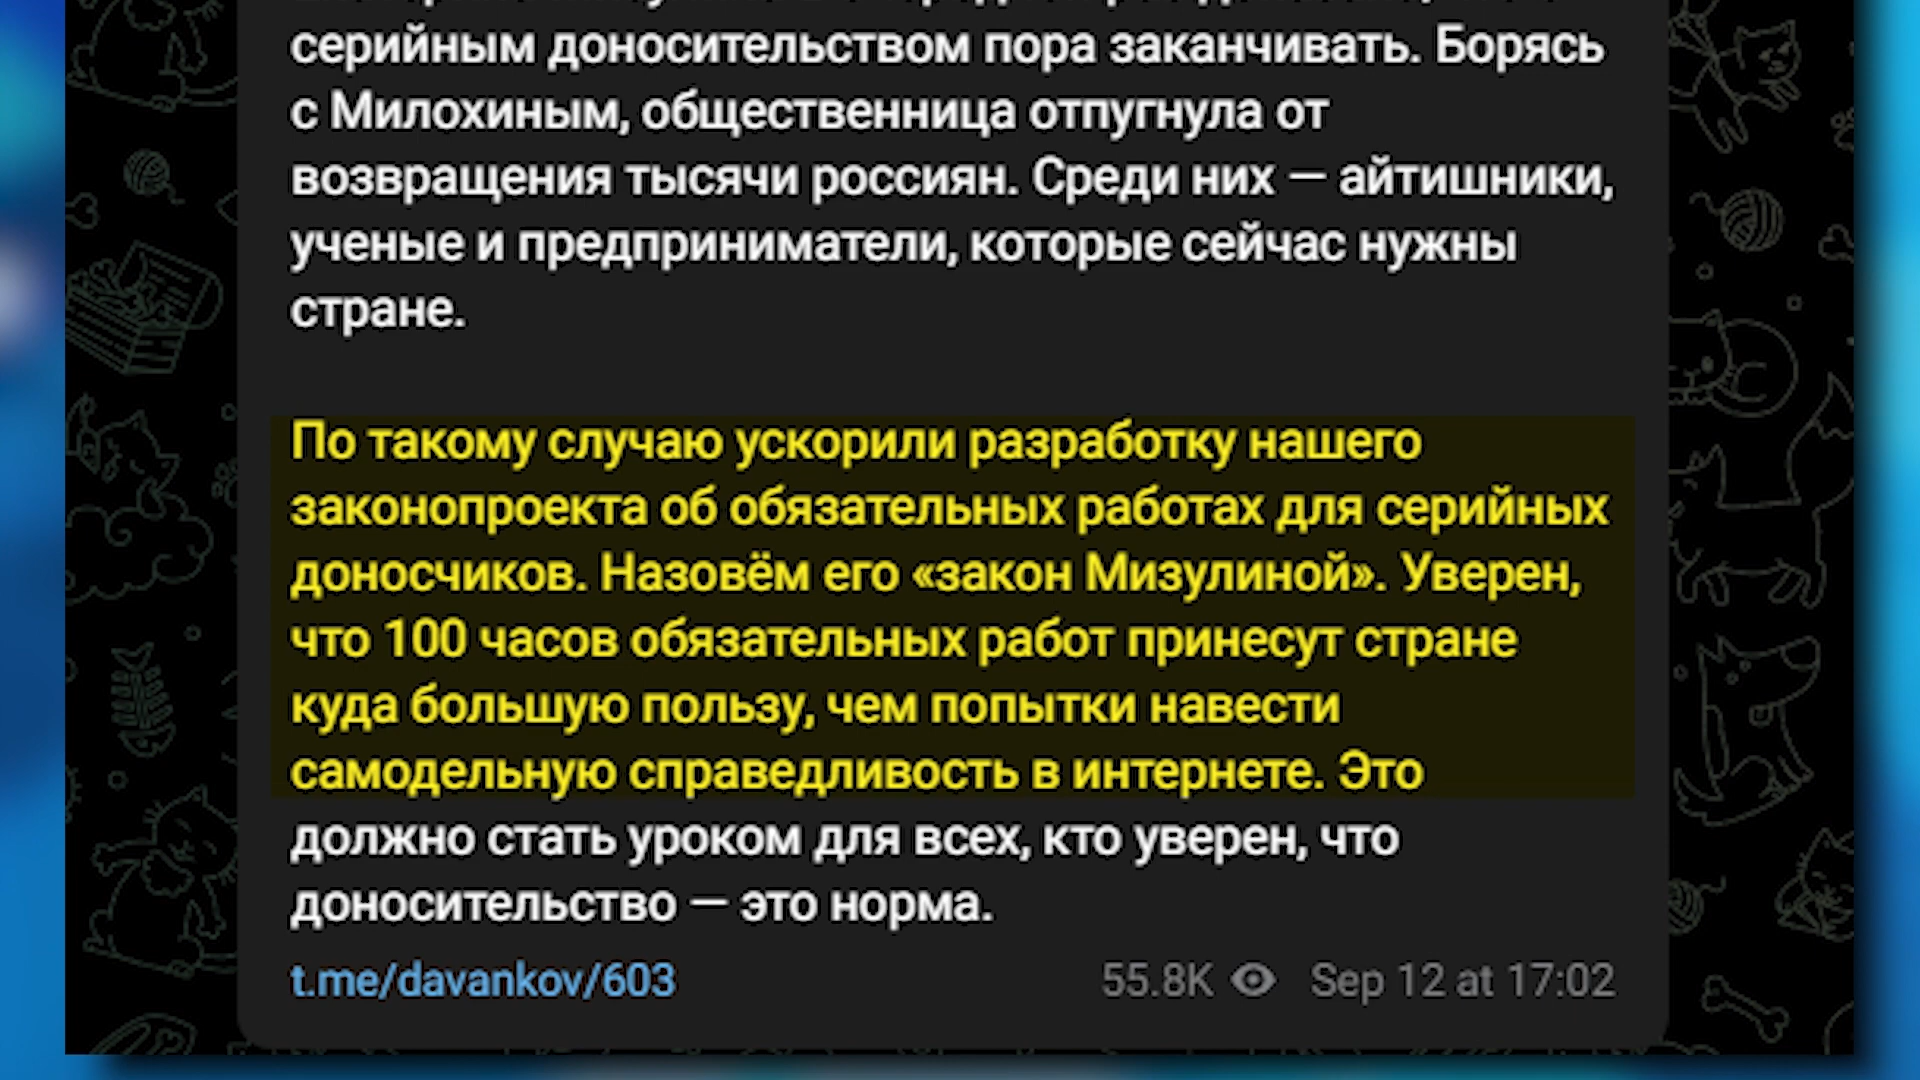 серийным доносительством пора заканчивать. Борясь
с Милохиным, общественница отпугнула от
возвращения тысячи россиян. Среди них — айтишники,
ученые и предприниматели, которые сейчас нужны
стране.
По такому случаю ускорили разработку нашего
законопроекта об обязательных работах для серийных
доносчиков. Назовём его «закон Мизулиной». Уверен,
что 100 часов обязательных работ принесут стране
куда большую пользу, чем попытки навести
самодельную справедливость в интернете. Это
должно стать уроком для всех, кто уверен, что
доносительство — это норма.
t.me/davankov/603 55.8K Sep 12 at 17:02